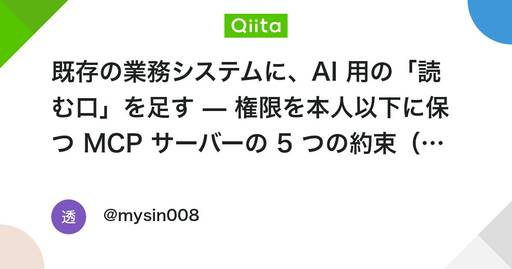 Qiita
既存の業務システムに、AI 用の「読
む口」を足す — 権限を本人以下に保
つ MCP サーバーの 5 つの約束（…
透
@mysin008